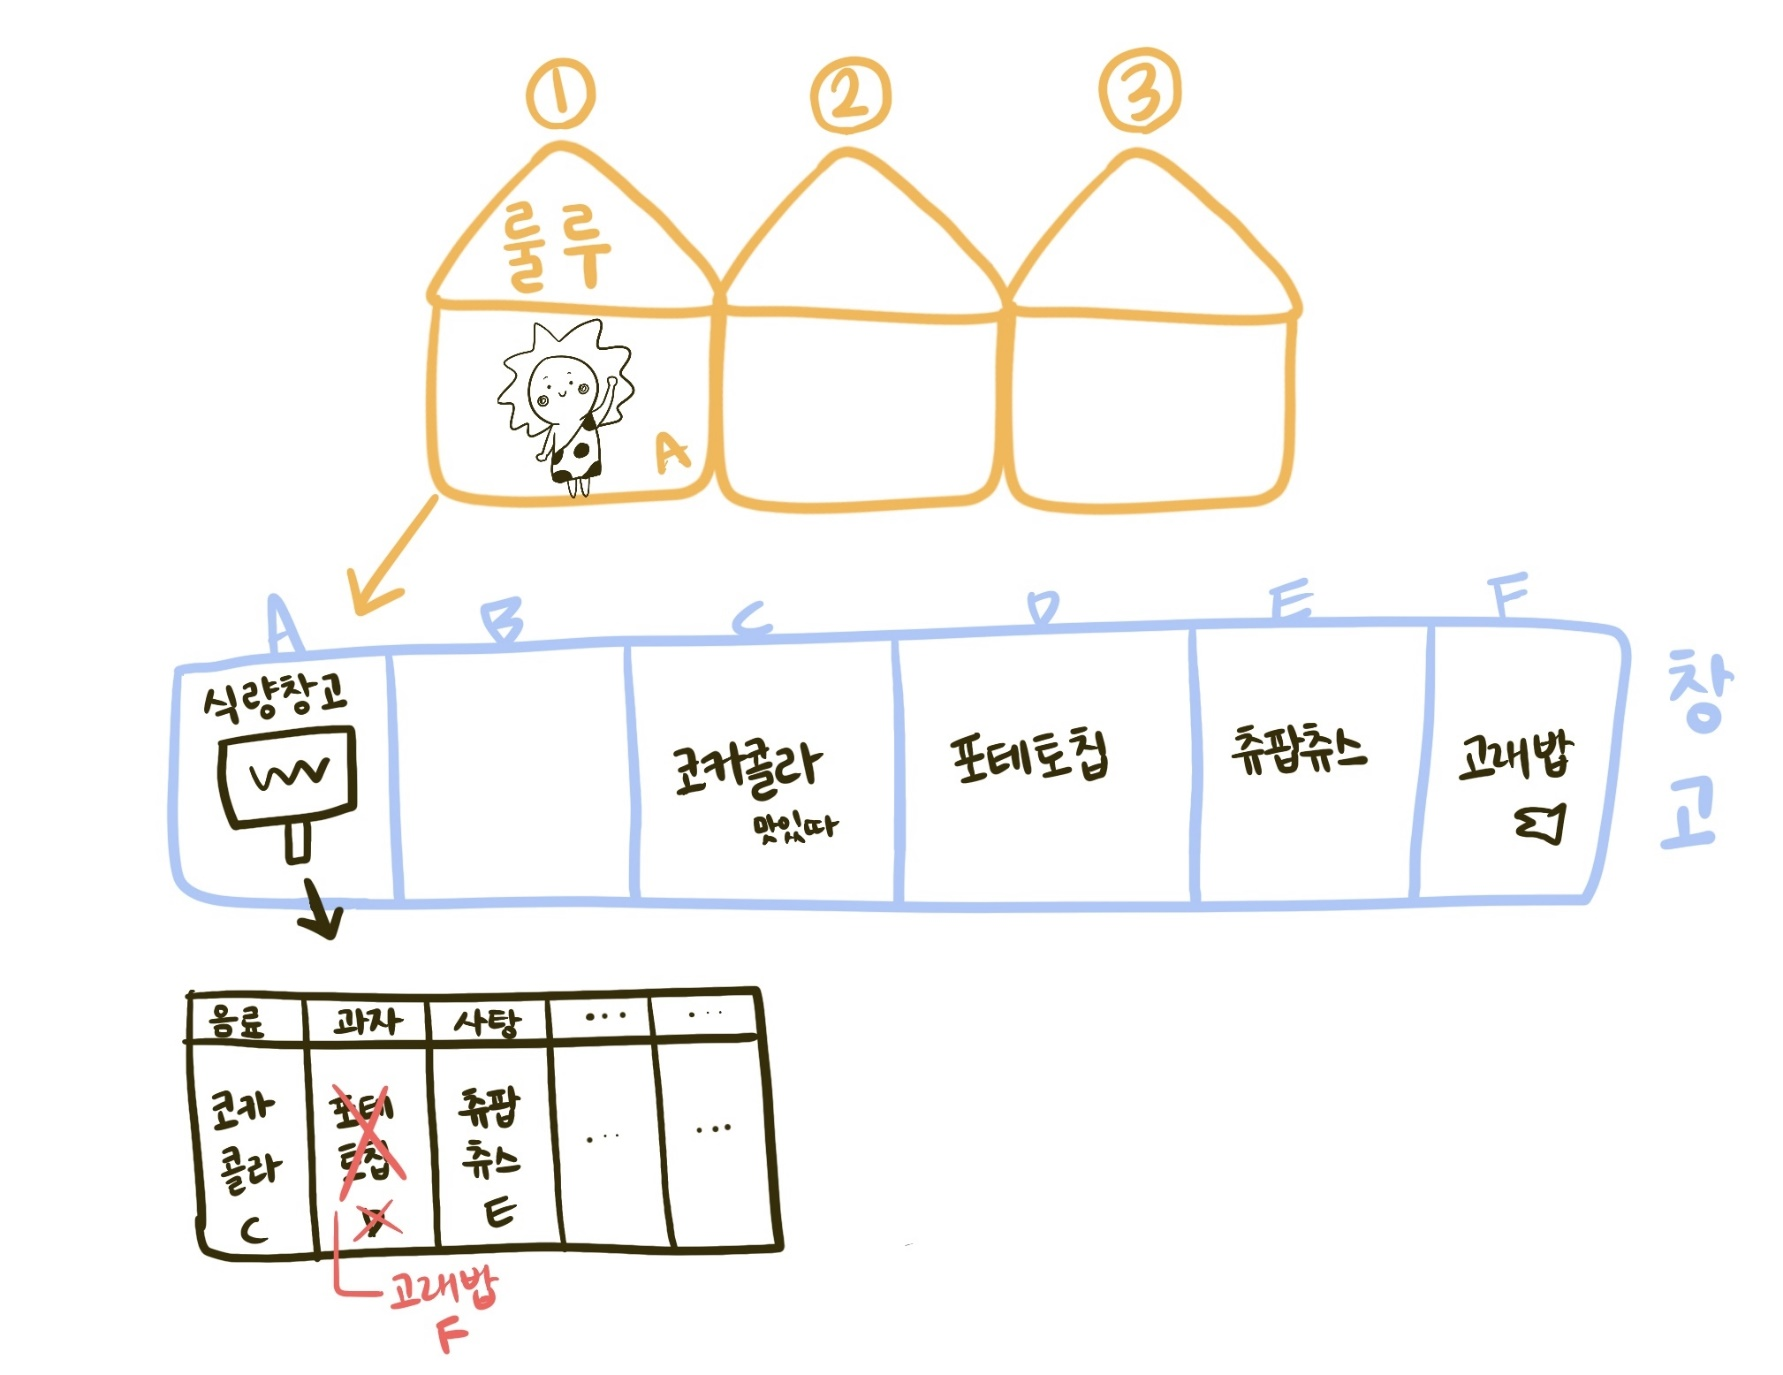 ① ② ③
룰루
A
A B C D E F
창고
식량창고
코카콜라
맛있따
포테토칩
츄팝츄스
고래밥
음료 과자 사탕 ... ...
코카 포테 츄팝
콜라 토칩 츄스
C D E
... ...
고래밥
F